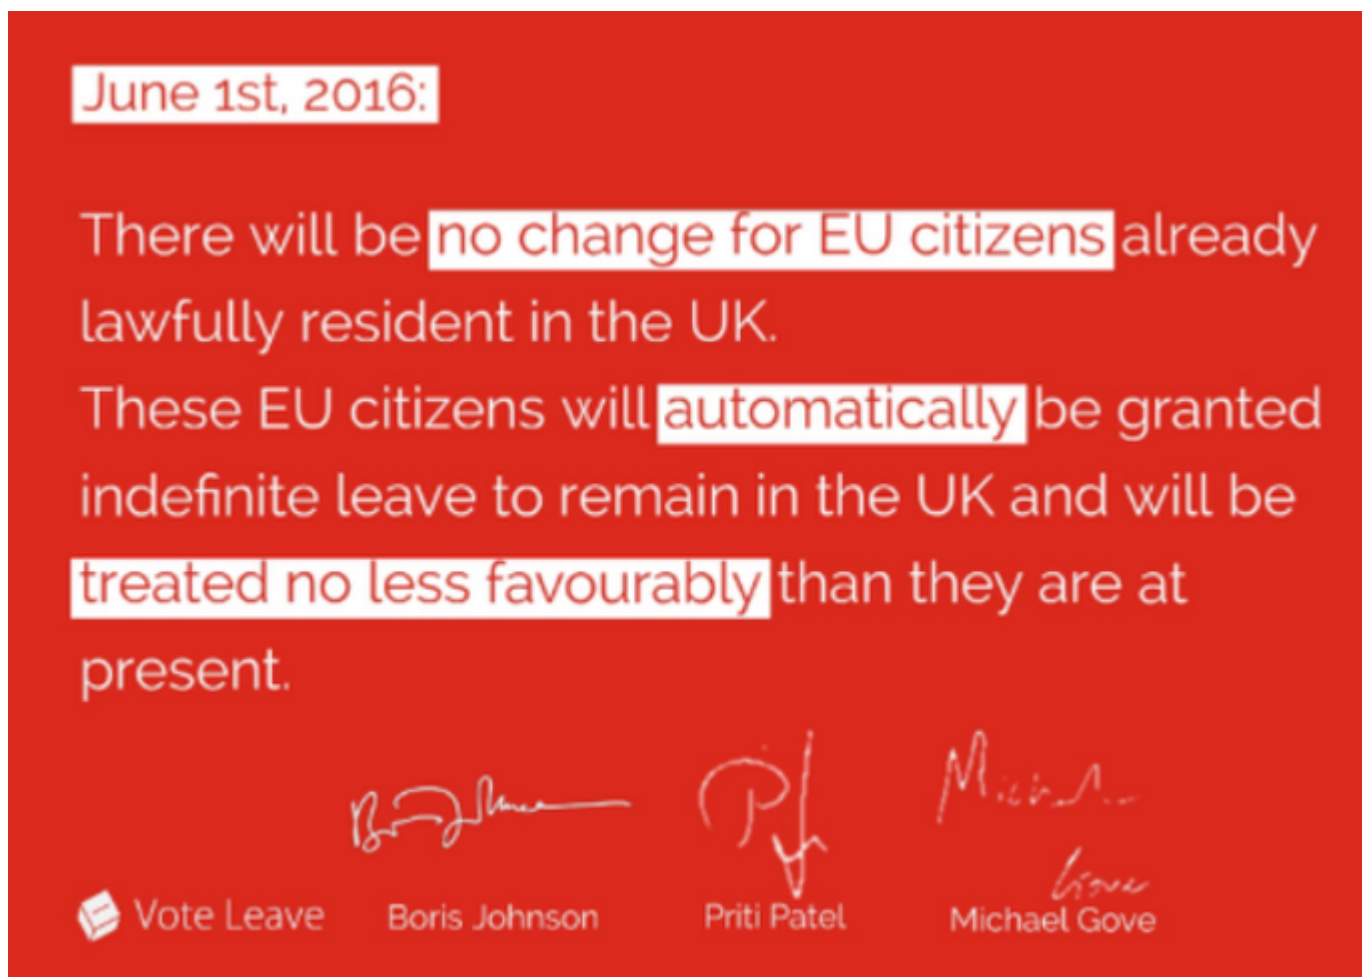 June 1st, 2016:
There will be no change for EU citizens already
lawfully resident in the UK.
These EU citizens will automatically be granted
indefinite leave to remain in the UK and will be
treated no less favourably than they are at
present.
Vote Leave Boris Johnson Priti Patel Michael Gove